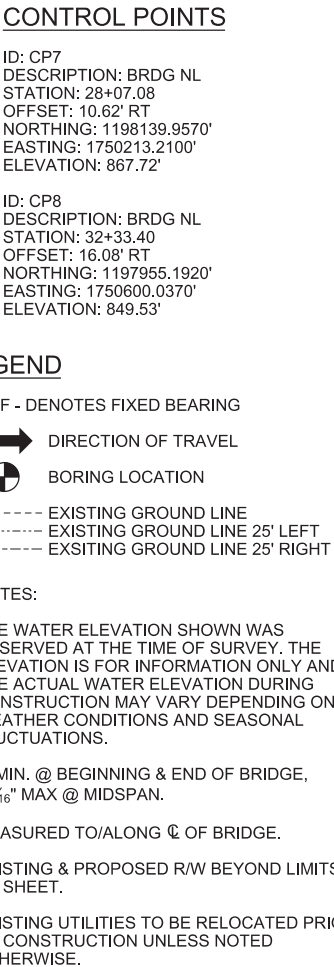 CONTROL POINTS
ID: CP7
DESCRIPTION: BRDG NL
STATION: 28+07.08
OFFSET: 10.62' RT
NORTHING: 1198139.9570'
EASTING: 1750213.2100'
ELEVATION: 867.72'
ID: CP8
DESCRIPTION: BRDG NL
STATION: 32+33.40
OFFSET: 16.08' RT
NORTHING: 1197955.1920'
EASTING: 1750600.0370'
ELEVATION: 849.53'
GEND
F - DENOTES FIXED BEARING
DIRECTION OF TRAVEL
BORING LOCATION
EXISTING GROUND LINE
EXISTING GROUND LINE 25' LEFT
EXSITING GROUND LINE 25' RIGHT
TES:
E WATER ELEVATION SHOWN WAS
SERVED AT THE TIME OF SURVEY. THE
EVATION IS FOR INFORMATION ONLY AND
E ACTUAL WATER ELEVATION DURING
NSTRUCTION MAY VARY DEPENDING ON
EATHER CONDITIONS AND SEASONAL
UCTUATIONS.
MIN. @ BEGINNING & END OF BRIDGE,
16" MAX @ MIDSPAN.
ASURED TO/ALONG ℄ OF BRIDGE.
ISTING & PROPOSED R/W BEYOND LIMITS
SHEET.
ISTING UTILITIES TO BE RELOCATED PRI
CONSTRUCTION UNLESS NOTED
HERWISE.